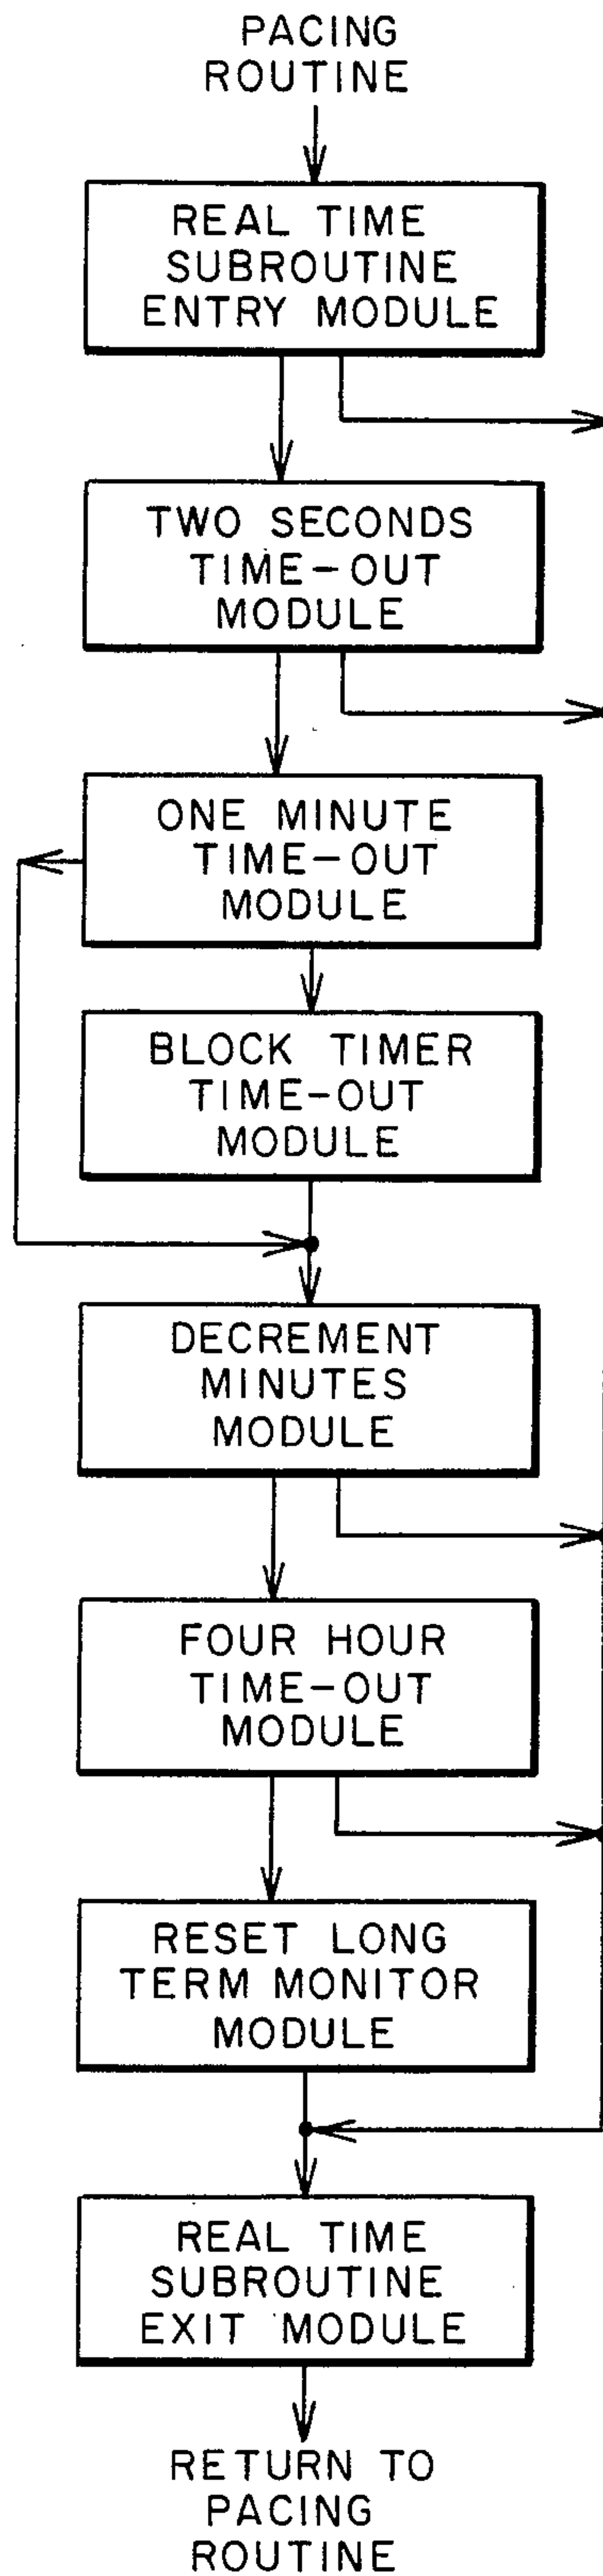 PACING
ROUTINE
REAL TIME
SUBROUTINE
ENTRY MODULE
TWO SECONDS
TIME-OUT
MODULE
ONE MINUTE
TIME-OUT
MODULE
BLOCK TIMER
TIME-OUT
MODULE
DECREMENT
MINUTES
MODULE
FOUR HOUR
TIME-OUT
MODULE
RESET LONG
TERM MONITOR
MODULE
REAL TIME
SUBROUTINE
EXIT MODULE
RETURN TO
PACING
ROUTINE